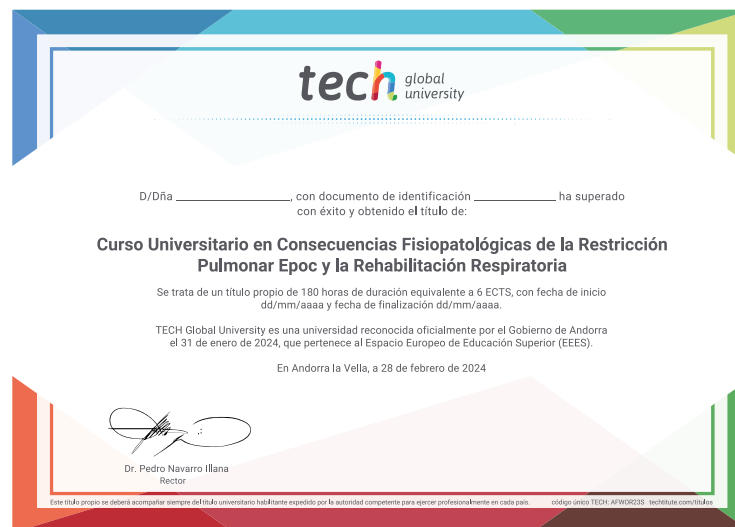 tech global university
D/Dña ______________, con documento de identificación __________ ha superado
con éxito y obtenido el título de:
Curso Universitario en Consecuencias Fisiopatológicas de la Restricción
Pulmonar Epoc y la Rehabilitación Respiratoria
Se trata de un título propio de 180 horas de duración equivalente a 6 ECTS, con fecha de inicio
dd/mm/aaaa y fecha de finalización dd/mm/aaaa.
TECH Global University es una universidad reconocida oficialmente por el Gobierno de Andorra
el 31 de enero de 2024, que pertenece al Espacio Europeo de Educación Superior (EEES).
En Andorra la Vella, a 28 de febrero de 2024
Dr. Pedro Navarro Illana
Rector
Este título propio se deberá acompañar siempre del título universitario habilitante expedido por la autoridad competente para ejercer profesionalmente en cada país. código único TECH: AFWOR23S techtitute.com/titulos